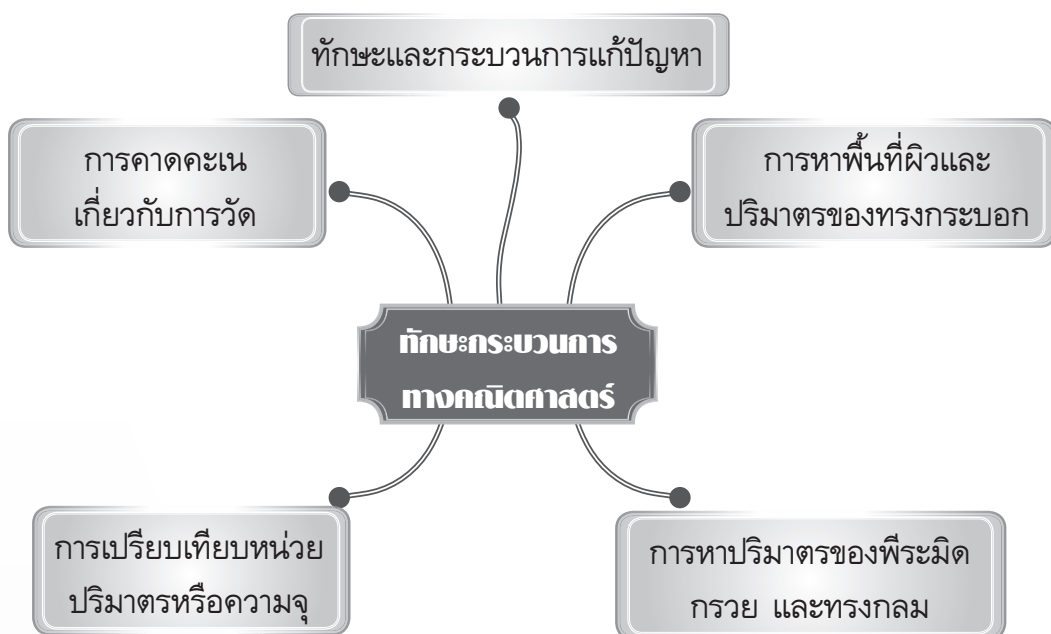 ทักษะและกระบวนการแก้ปัญหา
การคาดคะเน
เกี่ยวกับการวัด
การหาพื้นที่ผิวและ
ปริมาตรของทรงกระบอก
ทักษะกระบวนการ
ทางคณิตศาสตร์
การเปรียบเทียบหน่วย
ปริมาตรหรือความจุ
การหาปริมาตรของพีระมิด
กรวย และทรงกลม